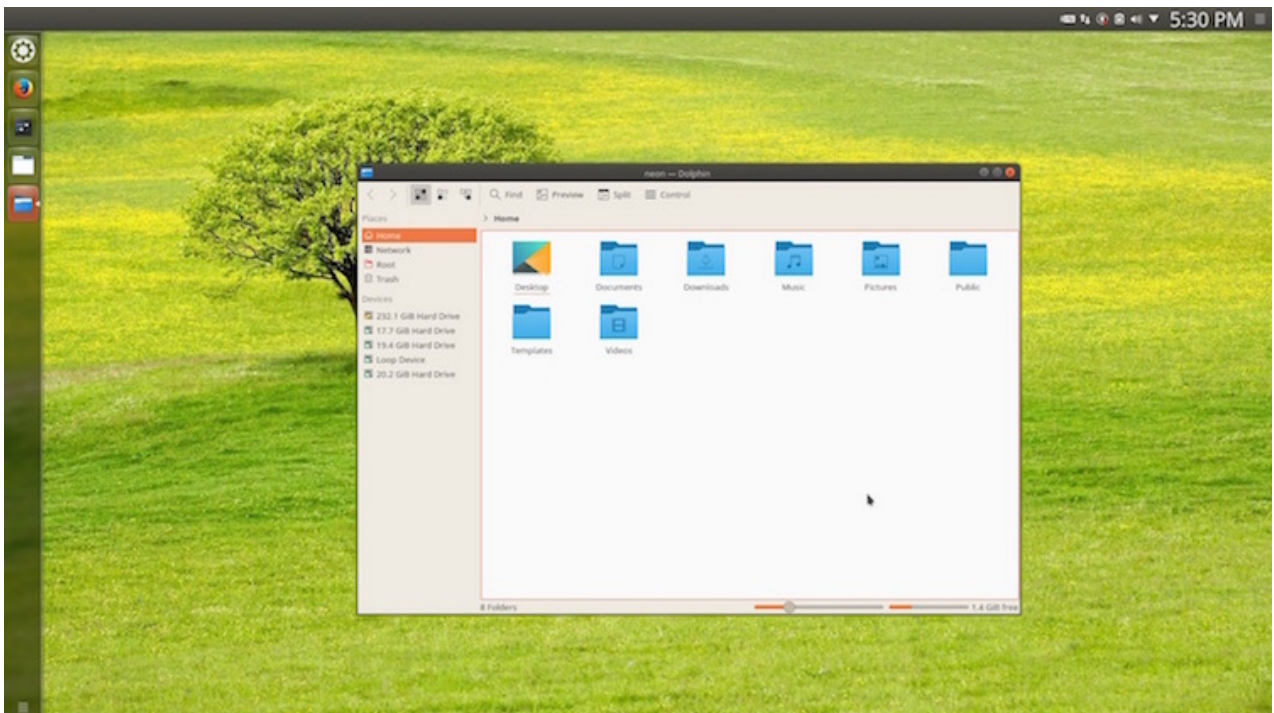 5:30 PM
neon — Dolphin
Find Preview Split Control
Places
> Home
Home
Network
Root
Trash
Desktop Documents Downloads Music Pictures Public
Devices
232.1 GiB Hard Drive
17.7 GiB Hard Drive
19.4 GiB Hard Drive
Loop Device
20.2 GiB Hard Drive
Templates Videos
8 Folders
1.4 GiB free